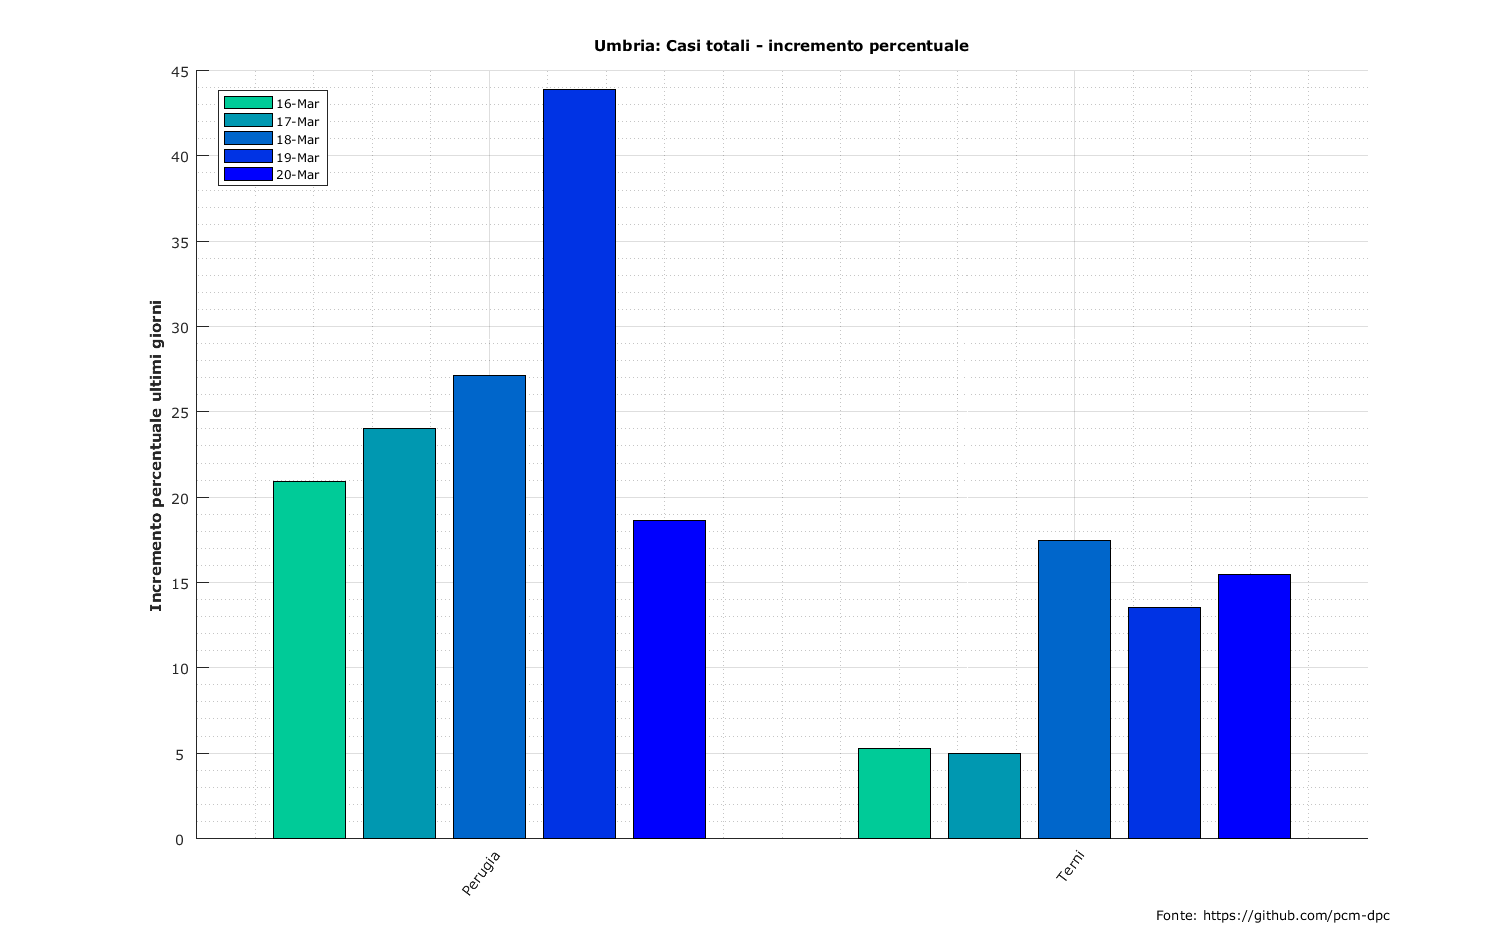 Umbria: Casi totali - incremento percentuale
45
40
35
30
25
20
15
10
5
0
Incremento percentuale ultimi giorni
16-Mar
17-Mar
18-Mar
19-Mar
20-Mar
Perugia
Terni
Fonte: https://github.com/pcm-dpc